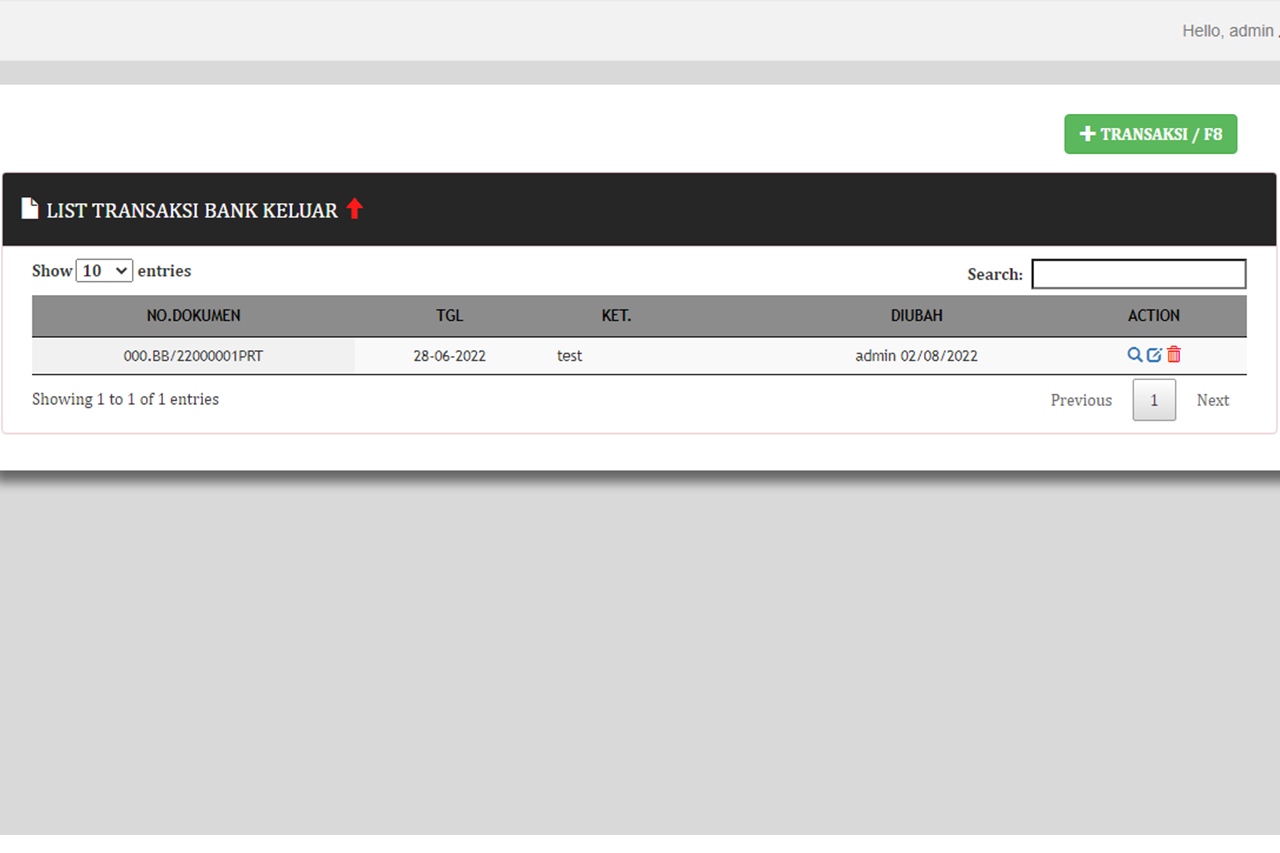 Hello, admin
TRANSAKSI / F8
LIST TRANSAKSI BANK KELUAR
Show 10 entries
Search:
NO.DOKUMEN TGL KET. DIUBAH ACTION
000.BB/22000001PRT 28-06-2022 test admin 02/08/2022
Showing 1 to 1 of 1 entries
Previous 1 Next